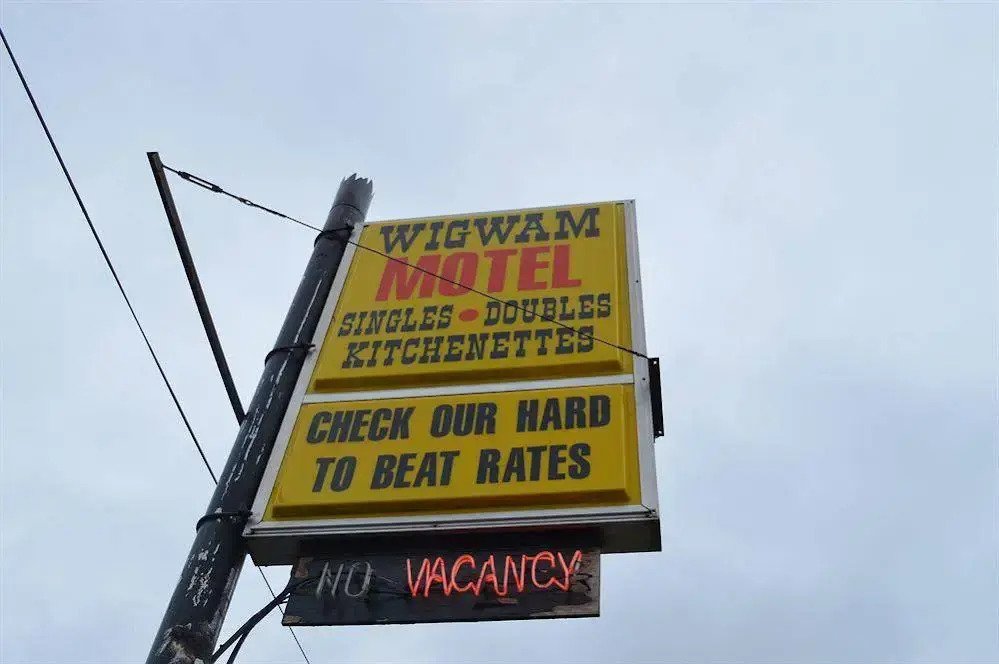 WIGWAM
MOTEL
SINGLES • DOUBLES
KITCHENETTES
CHECK OUR HARD
TO BEAT RATES
NO VACANCY